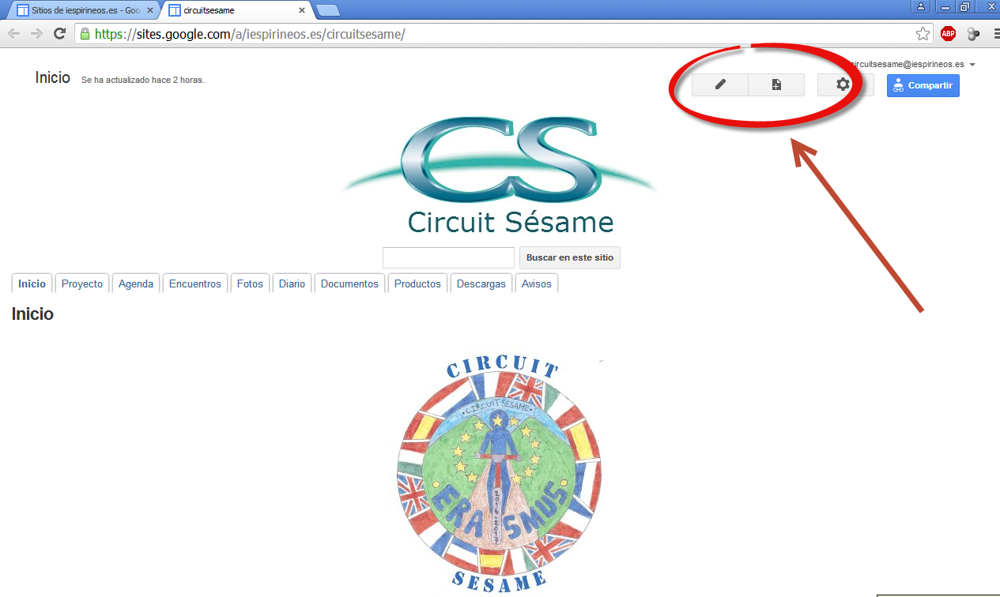 Sitios de iespirineos.es - Goo
circuitsesame
https://sites.google.com/a/iespirineos.es/circuitsesame/
ABP
circuitsesame@iespirineos.es
Inicio Se ha actualizado hace 2 horas.
Compartir
CS
Circuit Sésame
Buscar en este sitio
Inicio Proyecto Agenda Encuentros Fotos Diario Documentos Productos Descargas Avisos
Inicio
CIRCUIT
•CIRCUIT SESAME•
ERASMUS
2014-2017
SESAME